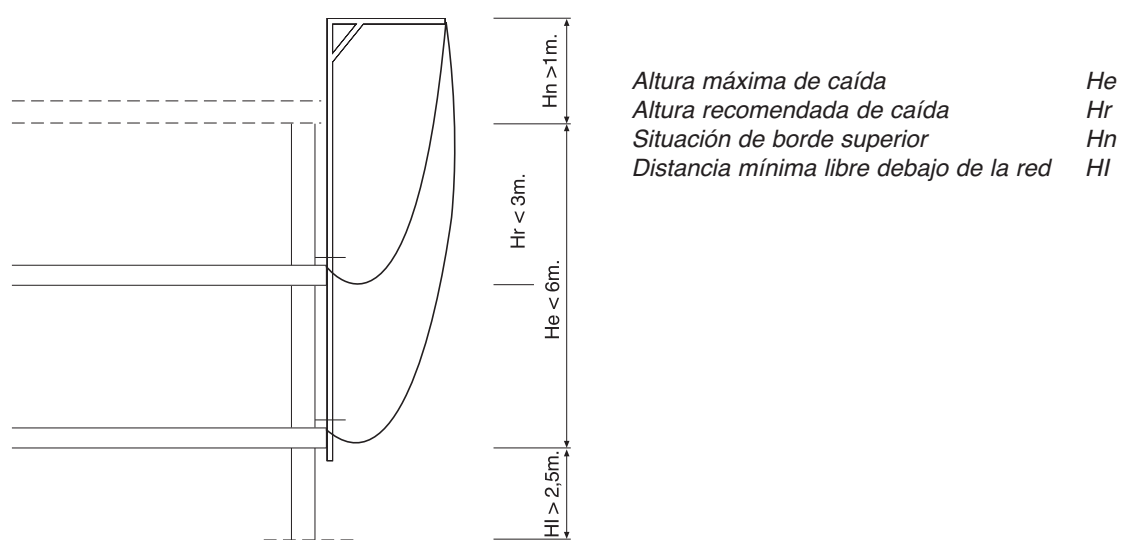 Hn >1m.
Hr < 3m.
He < 6m.
Hl > 2,5m.
Altura máxima de caída He
Altura recomendada de caída Hr
Situación de borde superior Hn
Distancia mínima libre debajo de la red Hl